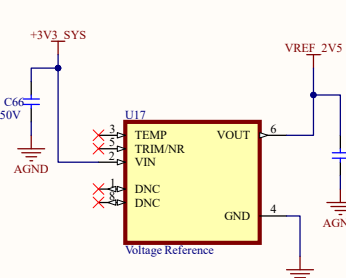 +3V3_SYS
VREF_2V5
C66
50V
U17
3 TEMP VOUT 6
5 TRIM/NR
2 VIN
AGND
1 DNC
8 DNC
GND 4
AGN
Voltage Reference